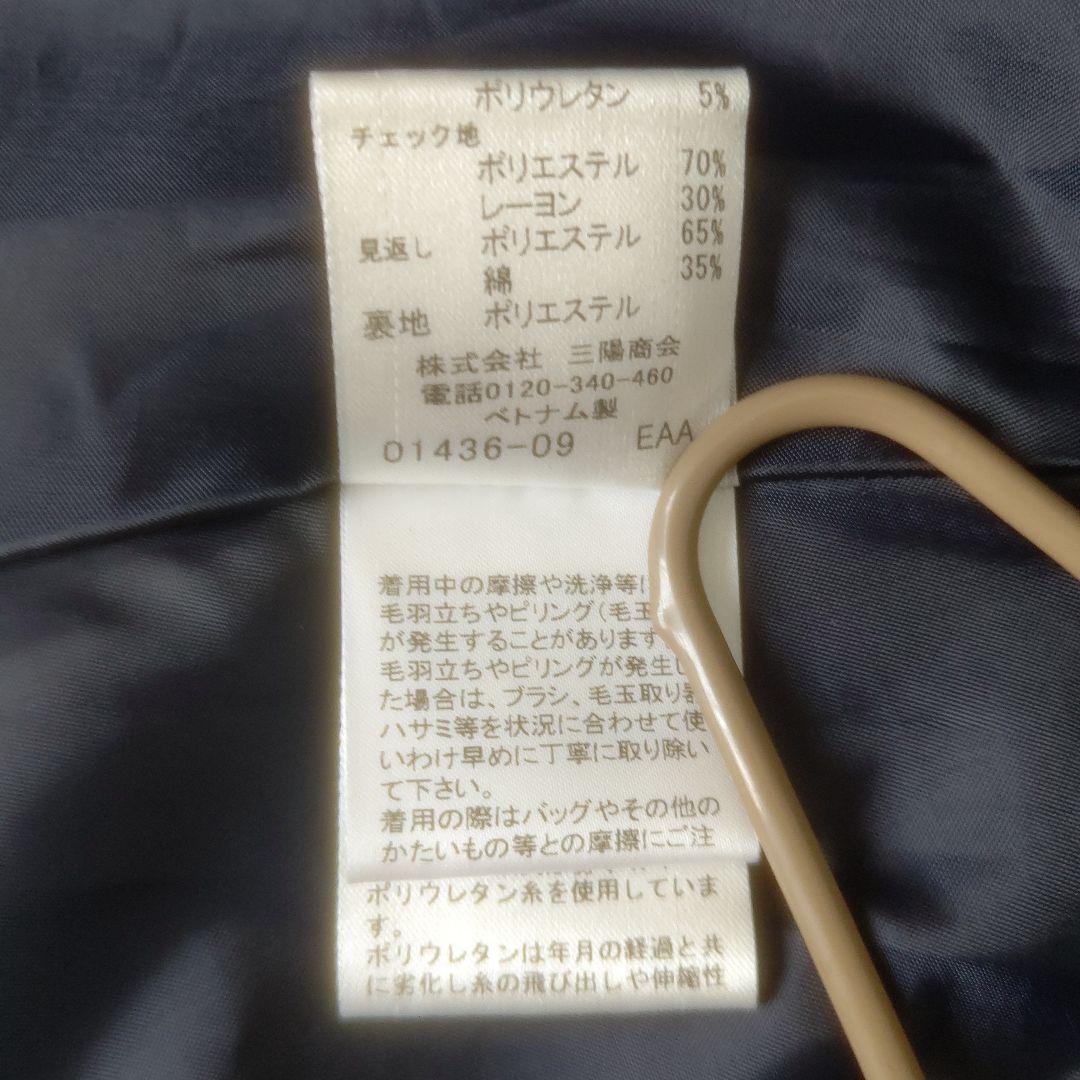 ポリウレタン 5%
チェック地
ポリエステル 70%
レーヨン 30%
見返し ポリエステル 65%
綿 35%
裏地 ポリエステル
株式会社 三陽商会
電話0120-340-460
ベトナム製
01436-09 EAA
着用中の摩擦や洗浄等に
毛羽立ちやピリング(毛玉
が発生することがあります
毛羽立ちやピリングが発生し
た場合は、ブラシ、毛玉取り器
ハサミ等を状況に合わせて使
いわけ早めに丁寧に取り除い
て下さい。
着用の際はバッグやその他の
かたいもの等との摩擦にご注
ポリウレタン糸を使用していま
す。
ポリウレタンは年月の経過と共
に劣化し糸の飛び出しや伸縮性